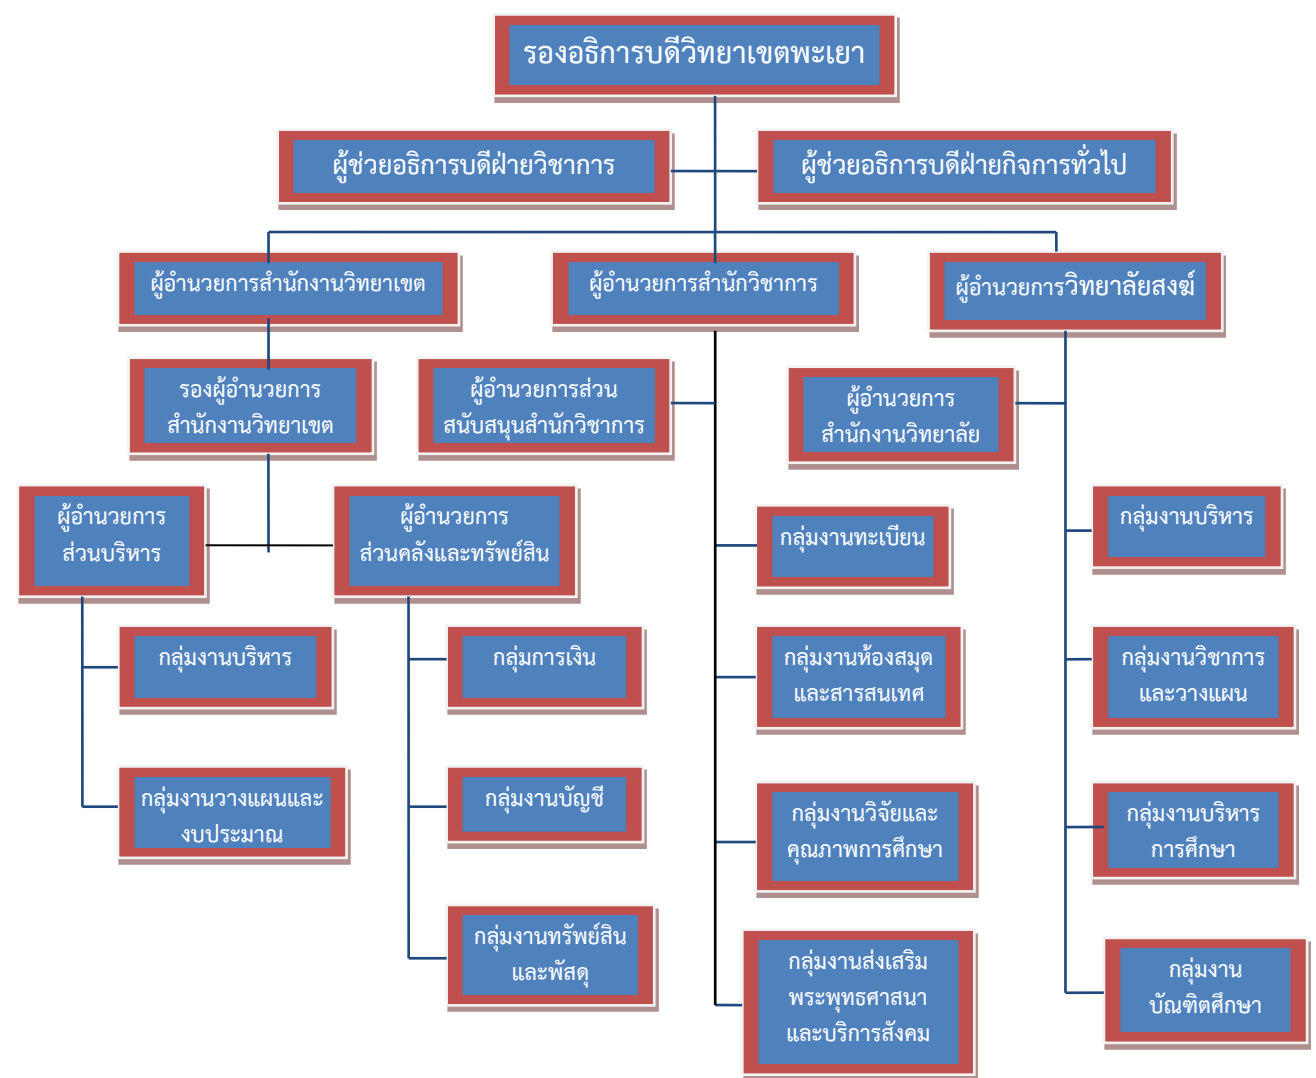 รองอธิการบดีวิทยาเขตพะเยา
ผู้ช่วยอธิการบดีฝ่ายวิชาการ
ผู้ช่วยอธิการบดีฝ่ายกิจการทั่วไป
ผู้อำนวยการสำนักงานวิทยาเขต
ผู้อำนวยการสำนักวิชาการ
ผู้อำนวยการวิทยาลัยสงฆ์
รองผู้อำนวยการ
สำนักงานวิทยาเขต
ผู้อำนวยการส่วน
สนับสนุนสำนักวิชาการ
ผู้อำนวยการ
สำนักงานวิทยาลัย
ผู้อำนวยการ
ส่วนบริหาร
ผู้อำนวยการ
ส่วนคลังและทรัพย์สิน
กลุ่มงานทะเบียน
กลุ่มงานบริหาร
กลุ่มงานบริหาร
กลุ่มการเงิน
กลุ่มงานห้องสมุด
และสารสนเทศ
กลุ่มงานวิชาการ
และวางแผน
กลุ่มงานวางแผนและ
งบประมาณ
กลุ่มงานบัญชี
กลุ่มงานวิจัยและ
คุณภาพการศึกษา
กลุ่มงานบริหาร
การศึกษา
กลุ่มงานทรัพย์สิน
และพัสดุ
กลุ่มงานส่งเสริม
พระพุทธศาสนา
และบริการสังคม
กลุ่มงาน
บัณฑิตศึกษา